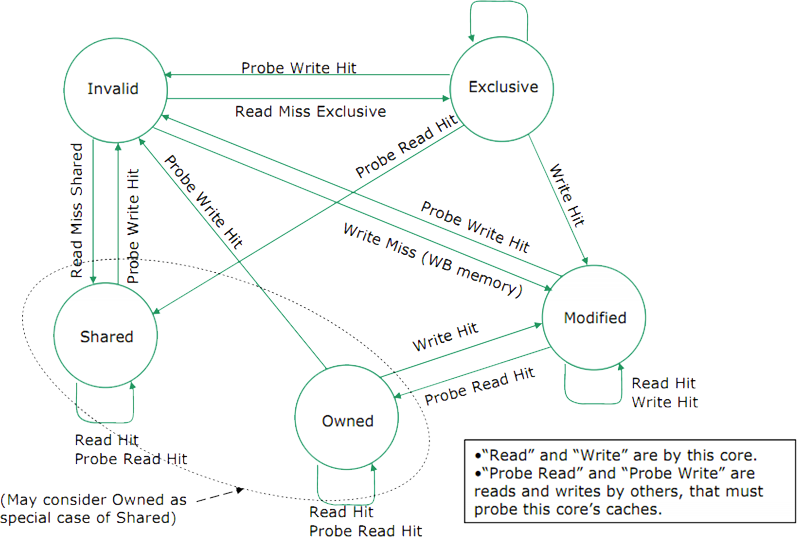 Probe Write Hit
Invalid
Exclusive
Read Miss Exclusive
Probe Read Hit
Read Miss Shared
Probe Write Hit
Probe Write Hit
Write Hit
Probe Write Hit
Write Miss (WB memory)
Shared
Modified
Write Hit
Probe Read Hit
Read Hit
Write Hit
Owned
Read Hit
Probe Read Hit
(May consider Owned as
special case of Shared)
Read Hit
Probe Read Hit
•“Read” and “Write” are by this core.
•“Probe Read” and “Probe Write” are
reads and writes by others, that must
probe this core’s caches.